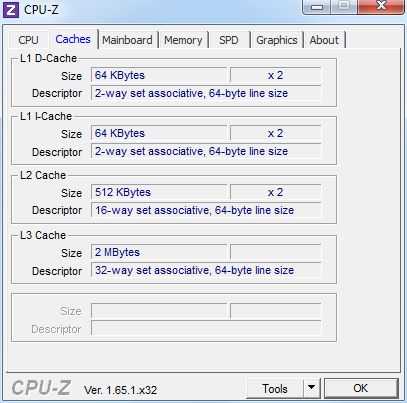 Z CPU-Z
CPU Caches Mainboard Memory SPD Graphics About
L1 D-Cache
Size 64 KBytes x 2
Descriptor 2-way set associative, 64-byte line size
L1 I-Cache
Size 64 KBytes x 2
Descriptor 2-way set associative, 64-byte line size
L2 Cache
Size 512 KBytes x 2
Descriptor 16-way set associative, 64-byte line size
L3 Cache
Size 2 MBytes
Descriptor 32-way set associative, 64-byte line size
Size
Descriptor
CPU-Z Ver. 1.65.1.x32 Tools OK